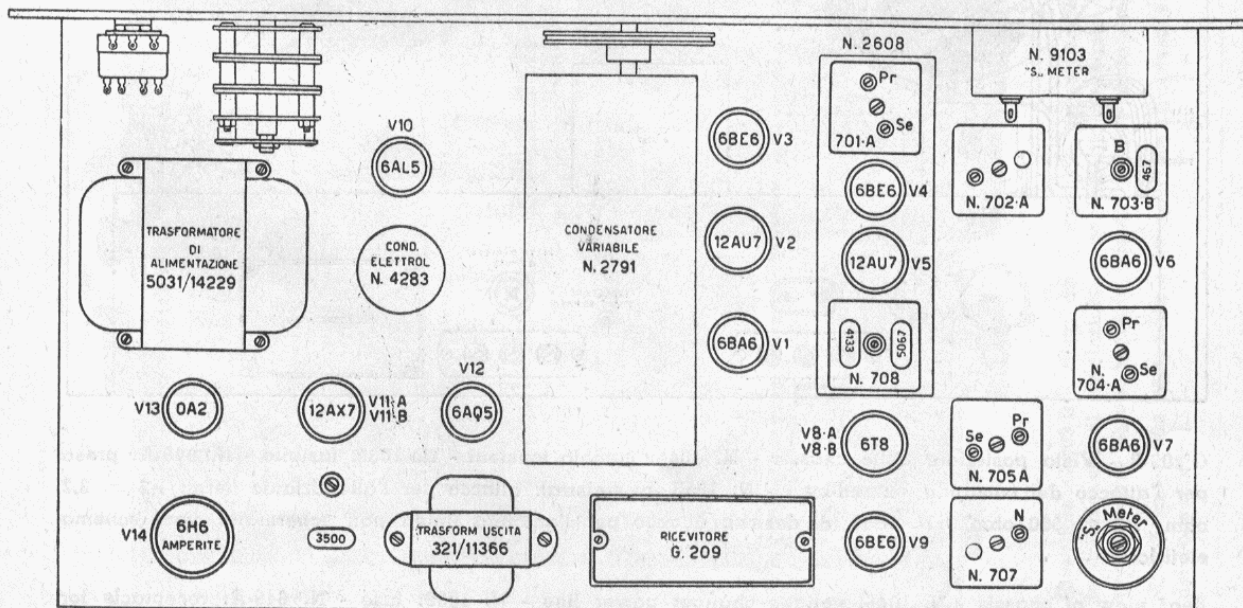 N. 2608
N. 9103
"S" METER
Pr
Se
701·A
V10
6AL5
6BE6 V3
B
467
N. 702·A
N. 703·B
6BE6 V4
TRASFORMATORE
DI
ALIMENTAZIONE
5031/14229
COND.
ELETTROL.
N. 4283
CONDENSATORE
VARIABILE
N. 2791
12AU7 V2
12AU7 V5
6BA6 V6
6BA6 V1
4133
5067
N. 708
Pr
Se
N.
704·A
V13 0A2
12AX7
V11·A
V11·B
V12
6AQ5
V8·A
V8·B
6T8
Se
Pr
N. 705 A
6BA6 V7
V14
6H6
AMPERITE
3500
TRASFORM USCITA
321/11366
RICEVITORE
G. 209
6BE6 V9
N
N. 707
"S" Meter